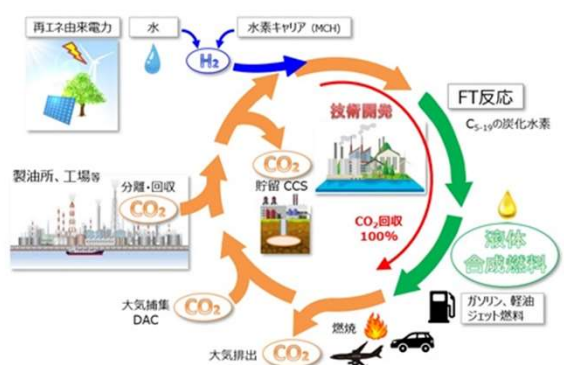 再エネ由来電力
水
水素キャリア (MCH)
H₂
FT反応
C₅₋₁₉の炭化水素
技術開発
CO₂
貯留 CCS
製油所、工場等
分離・回収
CO₂
CO₂回収
100%
液体
合成燃料
ガソリン、軽油
ジェット燃料
大気捕集
DAC
CO₂
燃焼
大気排出
CO₂